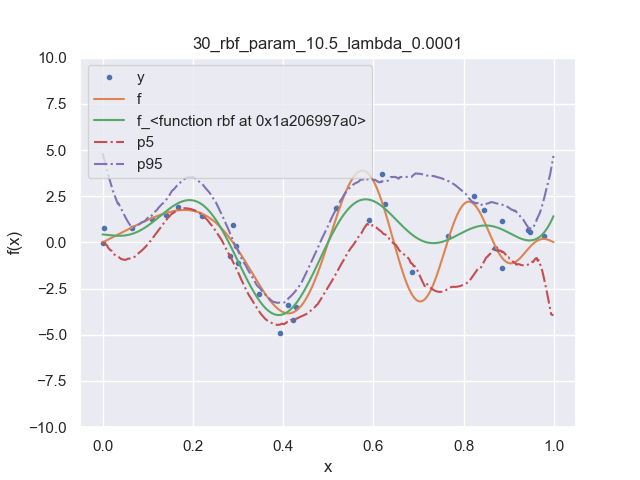 30_rbf_param_10.5_lambda_0.0001
10.0
7.5
5.0
2.5
0.0
−2.5
−5.0
−7.5
−10.0
f(x)
y
f
f_<function rbf at 0x1a206997a0>
p5
p95
0.0 0.2 0.4 0.6 0.8 1.0
x